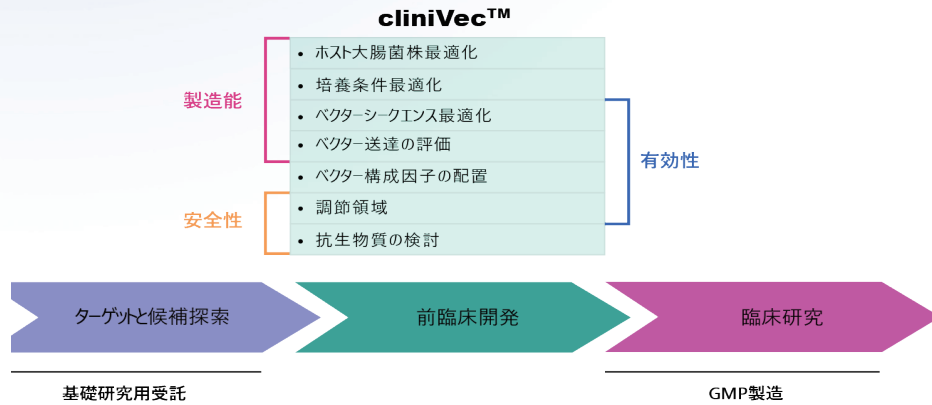 cliniVec™
製造能
• ホスト大腸菌株最適化
• 培養条件最適化
• ベクターシークエンス最適化
• ベクター送達の評価
• ベクター構成因子の配置
• 調節領域
• 抗生物質の検討
安全性
有効性
ターゲットと候補探索
前臨床開発
臨床研究
基礎研究用受託
GMP製造